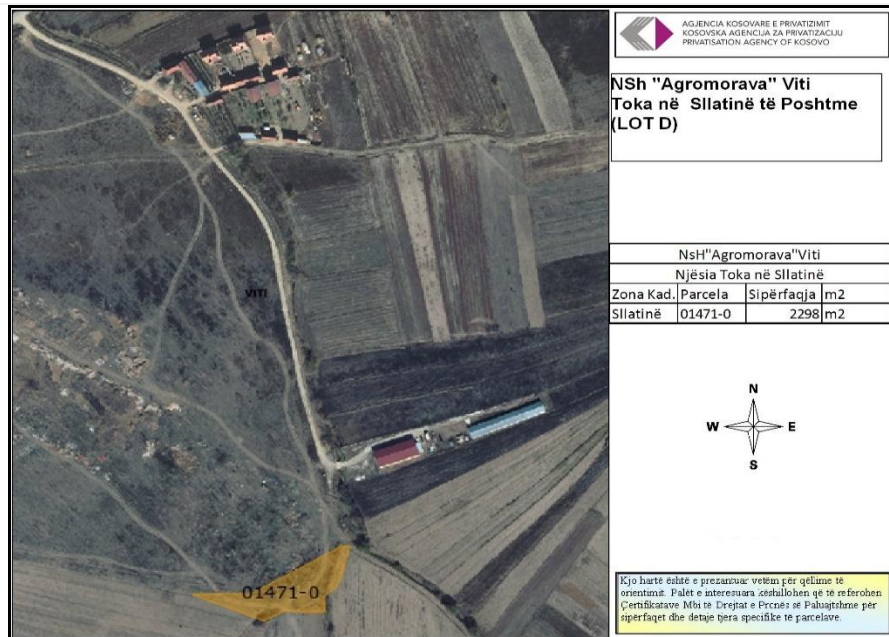 AGJENCIA KOSOVARE E PRIVATIZIMIT
KOSOVSKA AGENCIJA ZA PRIVATIZACIJU
PRIVATISATION AGENCY OF KOSOVO
NSh "Agromorava" Viti
Toka në Sllatinë të Poshtme
(LOT D)
NsH"Agromorava"Viti
Njësia Toka në Sllatinë
Zona Kad. Parcela Sipërfaqja m2
Sllatinë 01471-0 2298 m2
N
W E
S
VITI
01471-0
Kjo hartë është e prezantuar vetëm për qëllime të
orientimit. Palët e interesuara këshillohen që të referohen
Çertifikatave Mbi të Drejtat e Pronës së Paluajtshme për
sipërfaqet dhe detaje tjera specifike të parcelave.